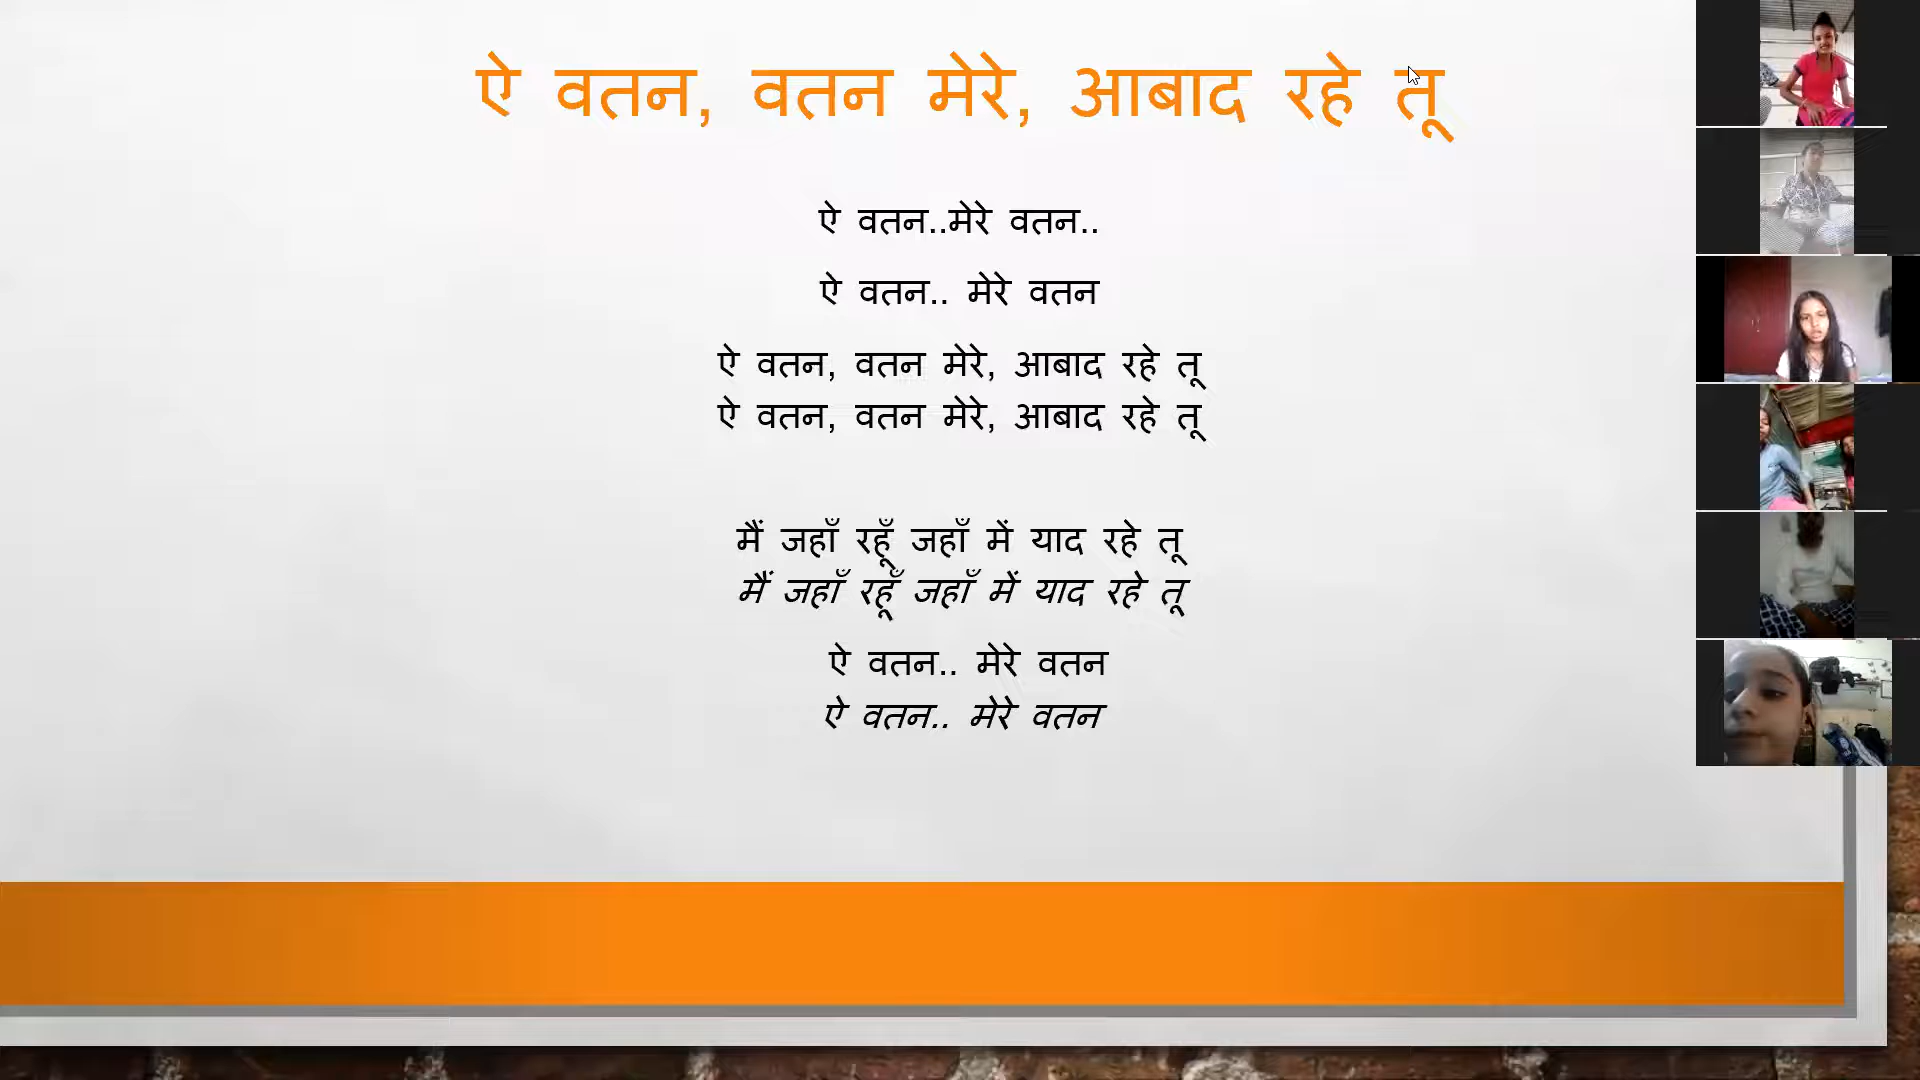 ऐ वतन, वतन मेरे, आबाद रहे तू
ऐ वतन..मेरे वतन..
ऐ वतन.. मेरे वतन
ऐ वतन, वतन मेरे, आबाद रहे तू
ऐ वतन, वतन मेरे, आबाद रहे तू
मैं जहाँ रहूँ जहाँ में याद रहे तू
मैं जहाँ रहूँ जहाँ में याद रहे तू
ऐ वतन.. मेरे वतन
ऐ वतन.. मेरे वतन